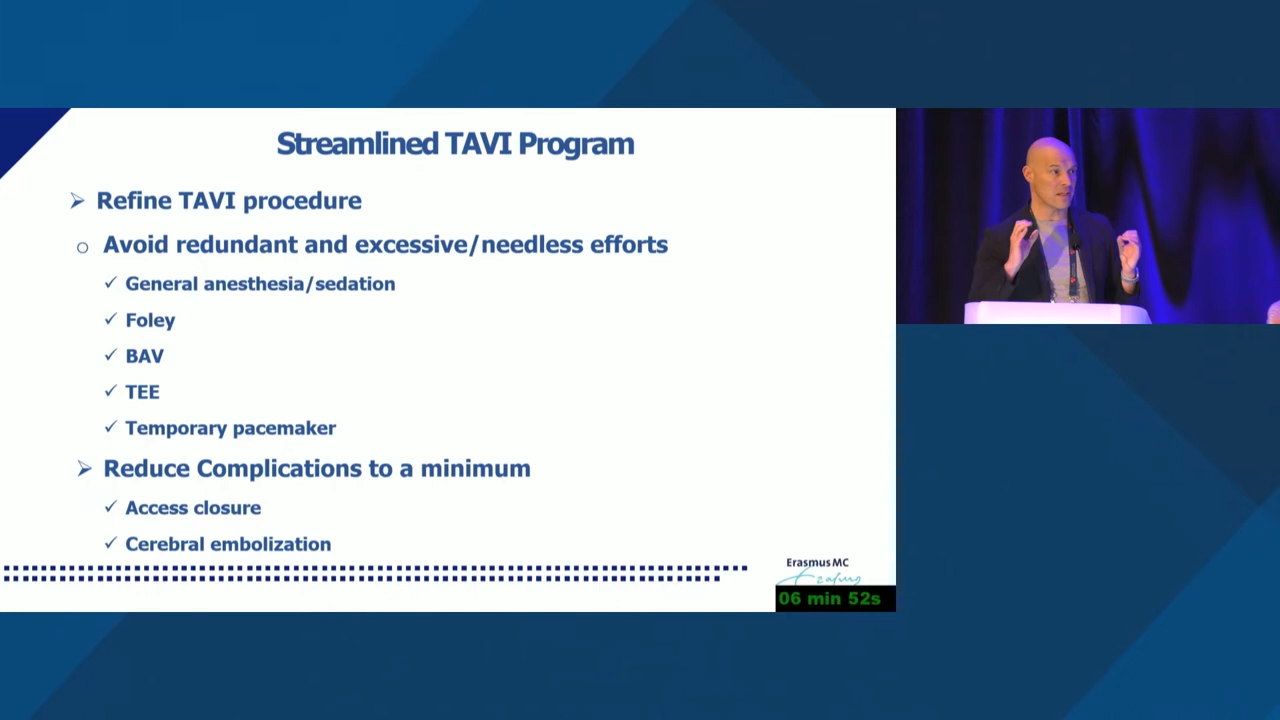 Streamlined TAVI Program
Refine TAVI procedure
Avoid redundant and excessive/needless efforts
General anesthesia/sedation
Foley
BAV
TEE
Temporary pacemaker
Reduce Complications to a minimum
Access closure
Cerebral embolization
Erasmus MC
Erasmus
06 min 52s